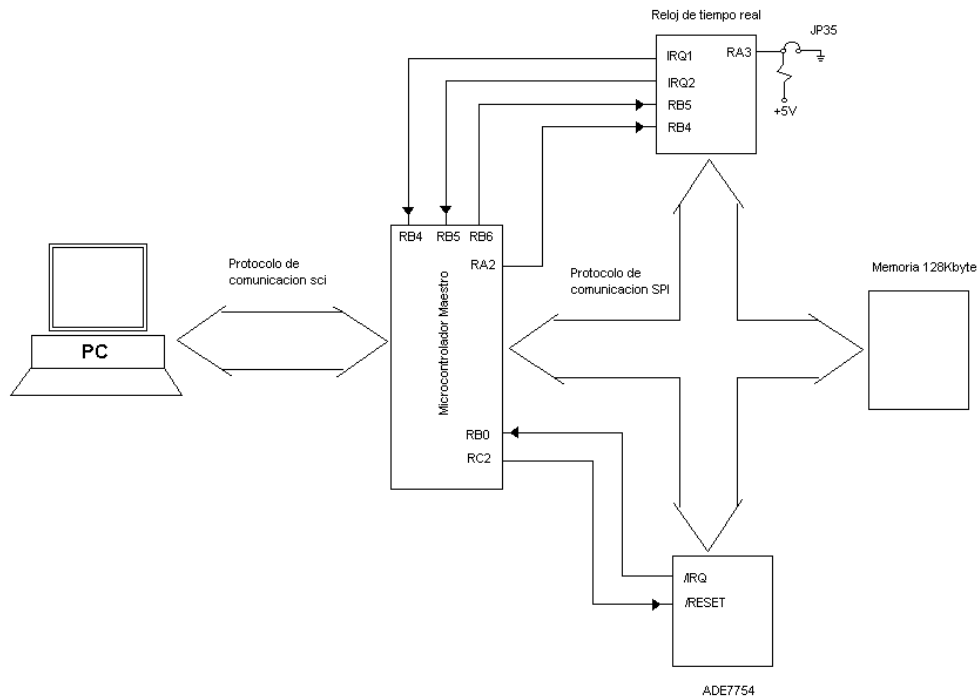 Reloj de tiempo real
JP35
IRQ1
RA3
IRQ2
RB5
+5V
RB4
RB4 RB5 RB6
RA2
Protocolo de
comunicacion sci
Protocolo de
comunicacion SPI
Memoria 128Kbyte
PC
Microcontrolador Maestro
RB0
RC2
/IRQ
/RESET
ADE7754